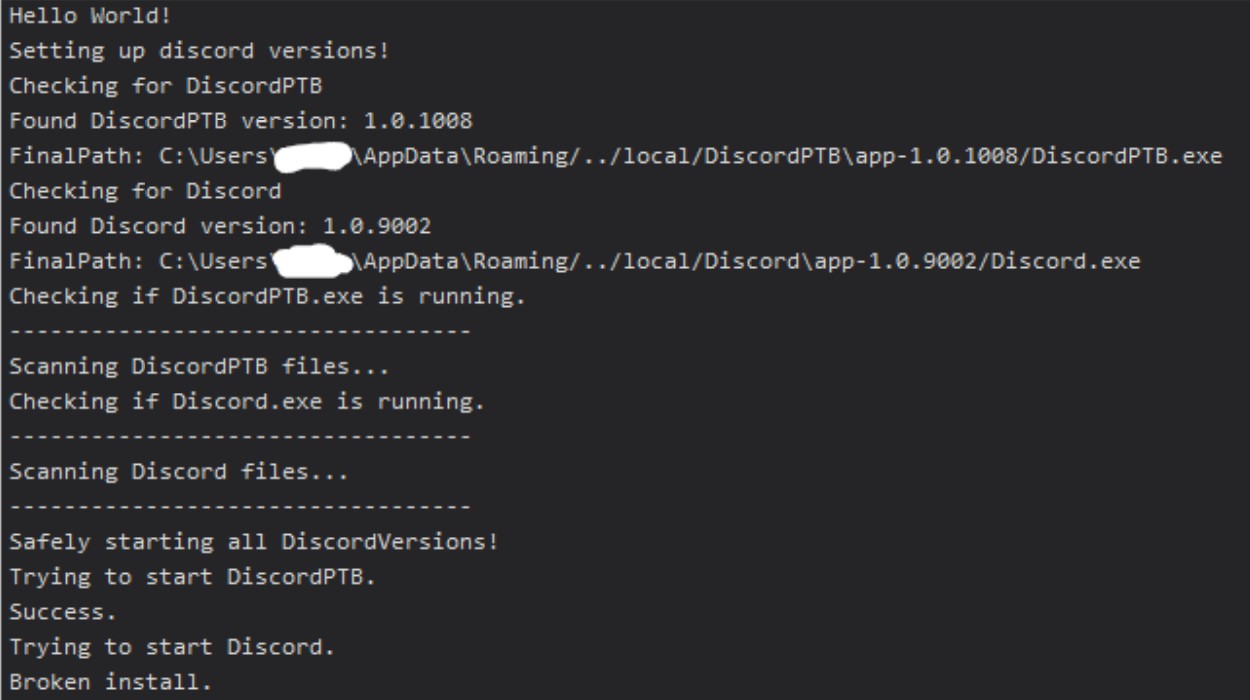 Hello World!
Setting up discord versions!
Checking for DiscordPTB
Found DiscordPTB version: 1.0.1008
FinalPath: C:\Users\ \AppData\Roaming/../local/DiscordPTB\app-1.0.1008/DiscordPTB.exe
Checking for Discord
Found Discord version: 1.0.9002
FinalPath: C:\Users\ \AppData\Roaming/../local/Discord\app-1.0.9002/Discord.exe
Checking if DiscordPTB.exe is running.
----------------------------------
Scanning DiscordPTB files...
Checking if Discord.exe is running.
----------------------------------
Scanning Discord files...
----------------------------------
Safely starting all DiscordVersions!
Trying to start DiscordPTB.
Success.
Trying to start Discord.
Broken install.